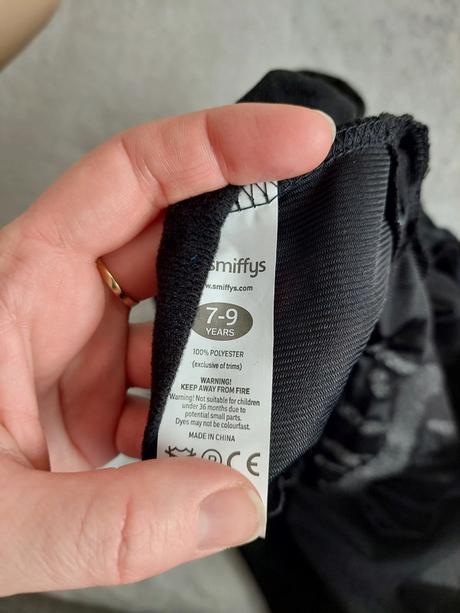 smiffys
w.smiffys.com
7-9
YEARS
100% POLYESTER
(exclusive of trims)
WARNING!
KEEP AWAY FROM FIRE
Warning! Not suitable for children
under 36 months due to
potential small parts.
Dyes may not be colourfast.
MADE IN CHINA
CE